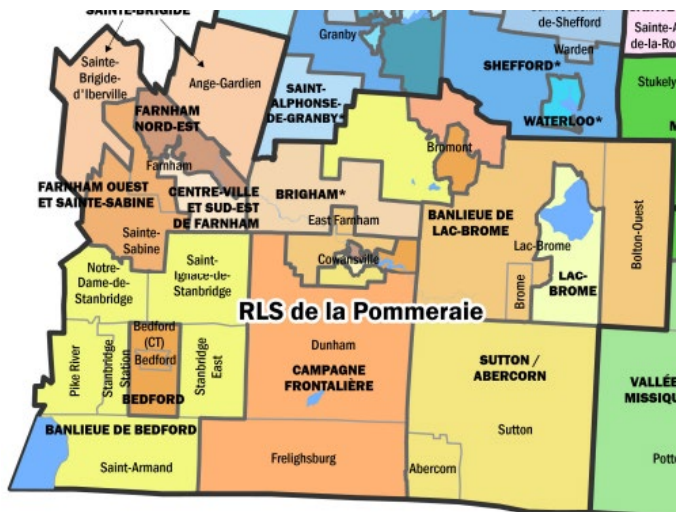 SAINTE-BRIGIDE
de-Shefford
Granby
Warden
Sainte-
Brigide-
d'Iberville
Ange-Gardien
SHEFFORD*
de-la-Ro
Stukely
SAINT-
ALPHONSE-
DE-GRANBY*
FARNHAM
NORD-EST
WATERLOO*
Bromont
Farnham
FARNHAM OUEST
ET SAINTE-SABINE
CENTRE-VILLE
ET SUD-EST
DE FARNHAM
BRIGHAM*
East Farnham
BANLIEUE DE
LAC-BROME
Bolton-Ouest
Sainte-
Sabine
Saint-
Ignace-de-
Stanbridge
Cowansville
Lac-Brome
Notre-
Dame-de-
Stanbridge
Brome
LAC-
BROME
RLS de la Pommeraie
Bedford
(CT)
Bedford
Pike River
Stanbridge
Station
Stanbridge
East
Dunham
SUTTON /
ABERCORN
CAMPAGNE
FRONTALIÈRE
VALLÉE
MISSIQU
BEDFORD
BANLIEUE DE BEDFORD
Sutton
Saint-Armand
Frelighsburg
Abercorn
Potto